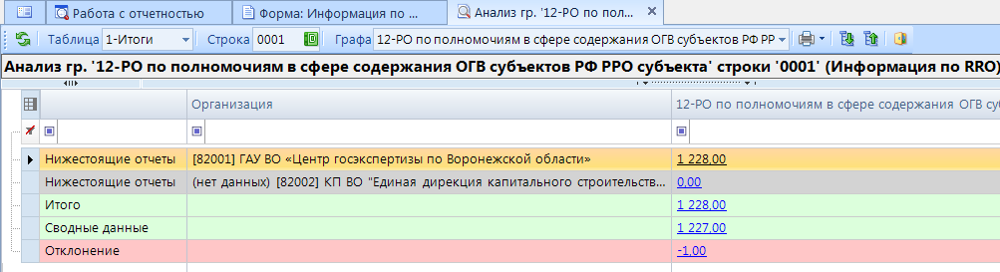 Работа с отчетностью
Форма: Информация по ...
Анализ гр. '12-РО по пол...
Таблица 1-Итоги Строка 0001 Графа 12-РО по полномочиям в сфере содержания ОГВ субъектов РФ РР
Анализ гр. '12-РО по полномочиям в сфере содержания ОГВ субъектов РФ РРО субъекта' строки '0001' (Информация по RRO)
Организация 12-РО по полномочиям в сфере содержания ОГВ су
Нижестоящие отчеты [82001] ГАУ ВО «Центр госэкспертизы по Воронежской области» 1 228,00
Нижестоящие отчеты (нет данных) [82002] КП ВО "Единая дирекция капитального строительств... 0,00
Итого 1 228,00
Сводные данные 1 227,00
Отклонение -1,00